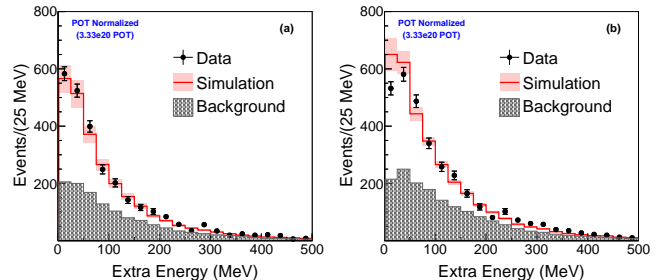 POT Normalized
(3.33e20 POT)
(a)
Data
Simulation
Background
Events/(25 MeV)
800
600
400
200
0
100
200
300
400
500
Extra Energy (MeV)
POT Normalized
(3.33e20 POT)
(b)
Data
Simulation
Background
Events/(25 MeV)
800
600
400
200
0
100
200
300
400
500
Extra Energy (MeV)